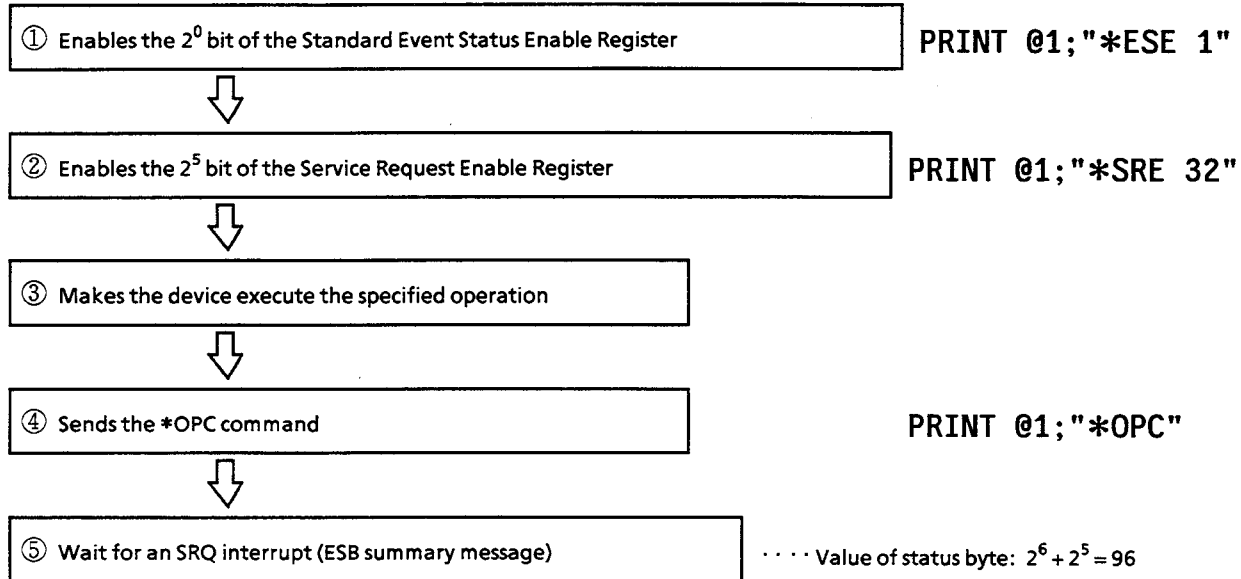 ① Enables the 2⁰ bit of the Standard Event Status Enable Register PRINT @1;"*ESE 1"
② Enables the 2⁵ bit of the Service Request Enable Register PRINT @1;"*SRE 32"
③ Makes the device execute the specified operation
④ Sends the *OPC command PRINT @1;"*OPC"
⑤ Wait for an SRQ interrupt (ESB summary message) ····Value of status byte: 2⁶ + 2⁵ = 96